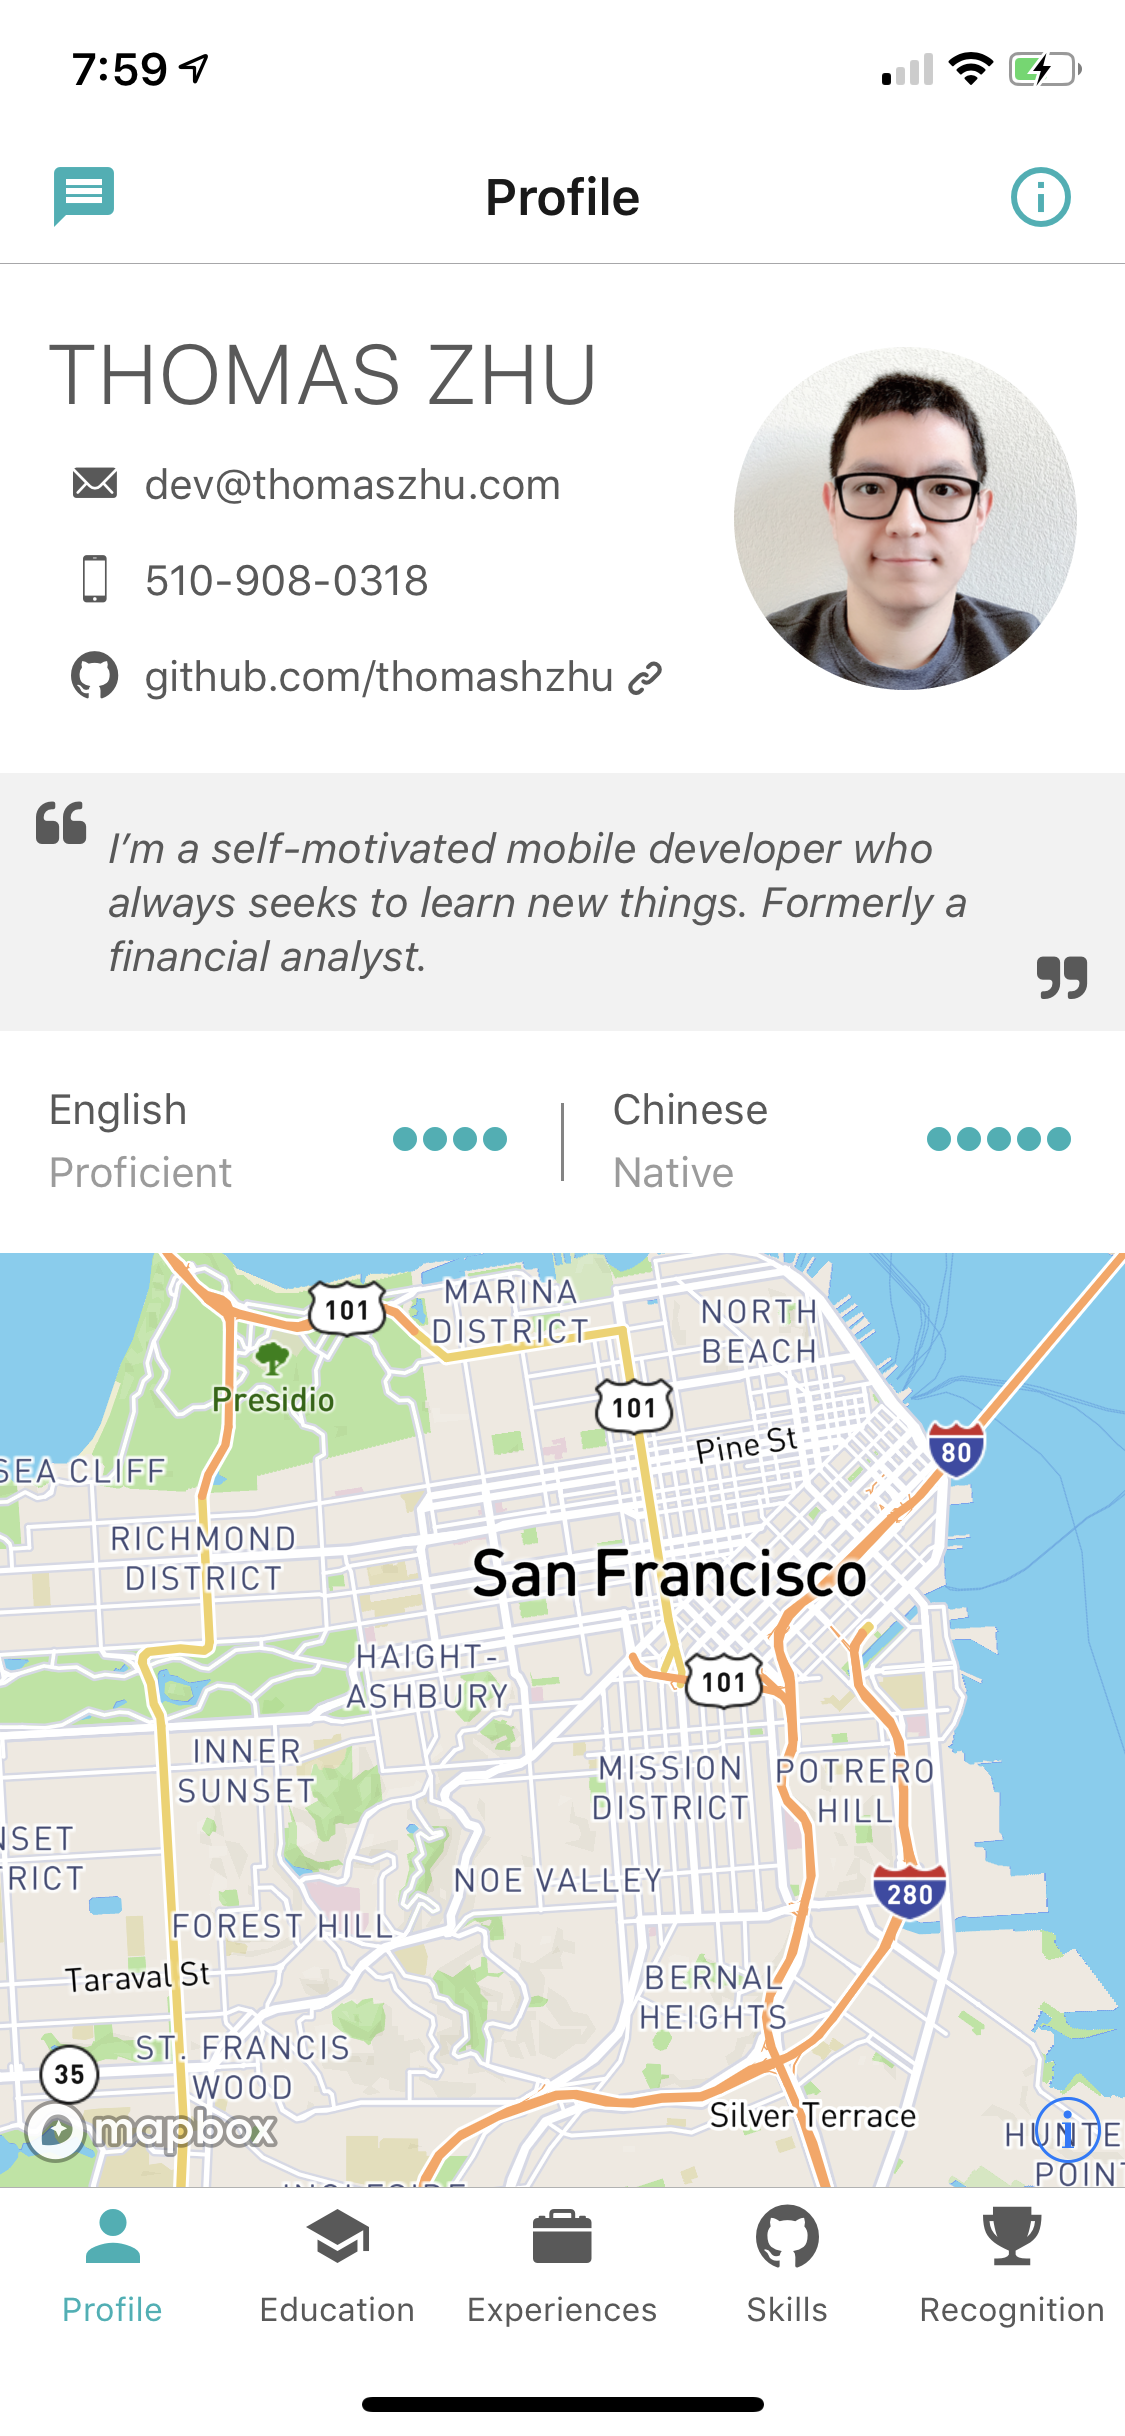 7:59
Profile
THOMAS ZHU
dev@thomaszhu.com
510-908-0318
github.com/thomashzhu
I'm a self-motivated mobile developer who
always seeks to learn new things. Formerly a
financial analyst.
English
Proficient
Chinese
Native
101
MARINA
DISTRICT
NORTH
BEACH
Presidio
101
Pine St
80
SEA CLIFF
RICHMOND
DISTRICT
San Francisco
HAIGHT-
ASHBURY
101
INNER
SUNSET
MISSION
DISTRICT
POTRERO
HILL
NSET
RICT
NOE VALLEY
280
FOREST HILL
Taraval St
BERNAL
HEIGHTS
ST. FRANCIS
WOOD
35
mapbox
Silver Terrace
HUNTE
POINT
Profile
Education
Experiences
Skills
Recognition